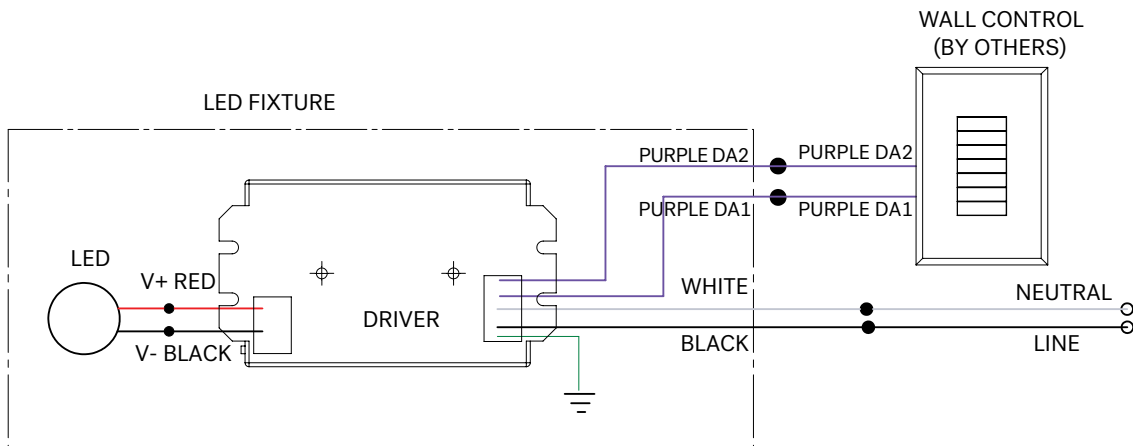 WALL CONTROL
(BY OTHERS)
LED FIXTURE
PURPLE DA2
PURPLE DA2
PURPLE DA1
PURPLE DA1
LED
V+ RED
WHITE
NEUTRAL
DRIVER
V- BLACK
BLACK
LINE